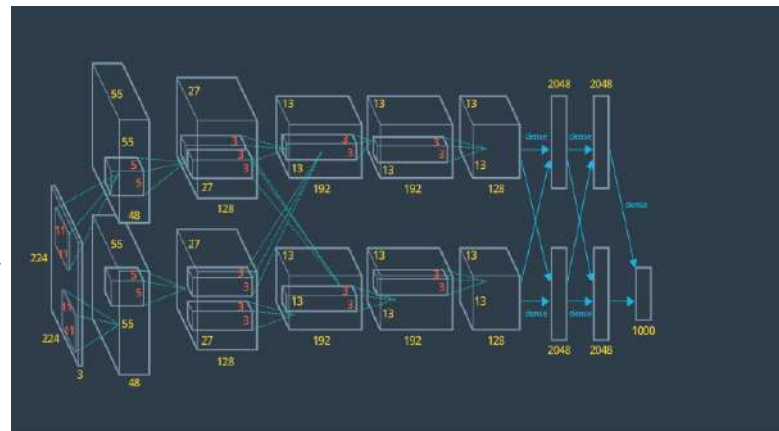 2048 2048
55 27 13 13 13
55 3 3 3 dense dense
5 3 3 3
5 3 13 13 13
27 192 192 128
48 128
11 dense
11
224
55 27 13 13 13
5 3 3 3 3
5 3 13 3 13 13
11 55 3 dense dense
11 27 3
224 192 192 128 1000
3 48 128 2048 2048